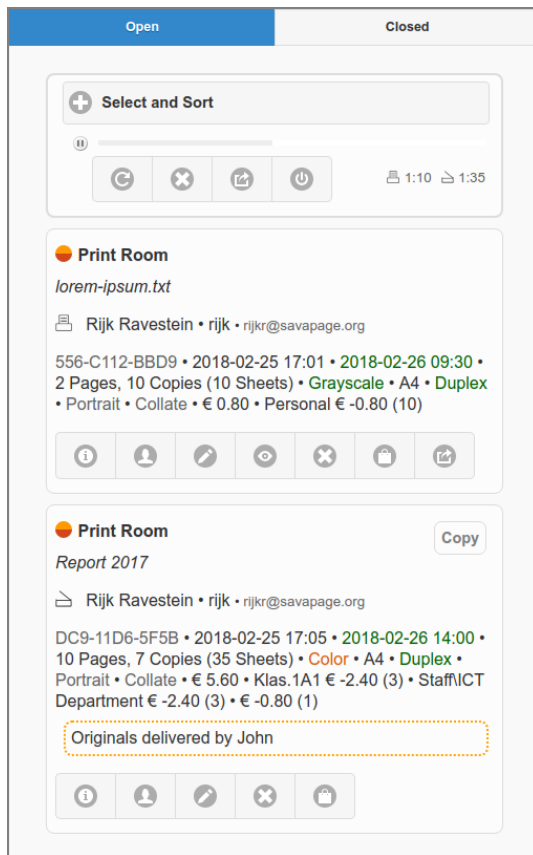 Open
Closed
Select and Sort
1:10 1:35
Print Room
lorem-ipsum.txt
Rijk Ravestein • rijk • rijkr@savapage.org
556-C112-BBD9 • 2018-02-25 17:01 • 2018-02-26 09:30 •
2 Pages, 10 Copies (10 Sheets) • Grayscale • A4 • Duplex
• Portrait • Collate • € 0.80 • Personal € -0.80 (10)
Print Room
Copy
Report 2017
Rijk Ravestein • rijk • rijkr@savapage.org
DC9-11D6-5F5B • 2018-02-25 17:05 • 2018-02-26 14:00 •
10 Pages, 7 Copies (35 Sheets) • Color • A4 • Duplex •
Portrait • Collate • € 5.60 • Klas.1A1 € -2.40 (3) • Staff\ICT
Department € -2.40 (3) • € -0.80 (1)
Originals delivered by John